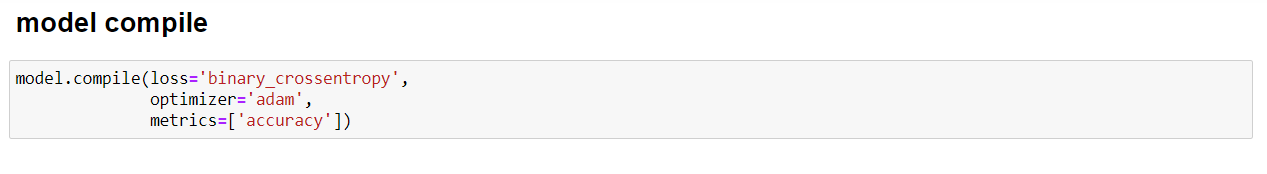 model compile
model.compile(loss='binary_crossentropy',
              optimizer='adam',
              metrics=['accuracy'])